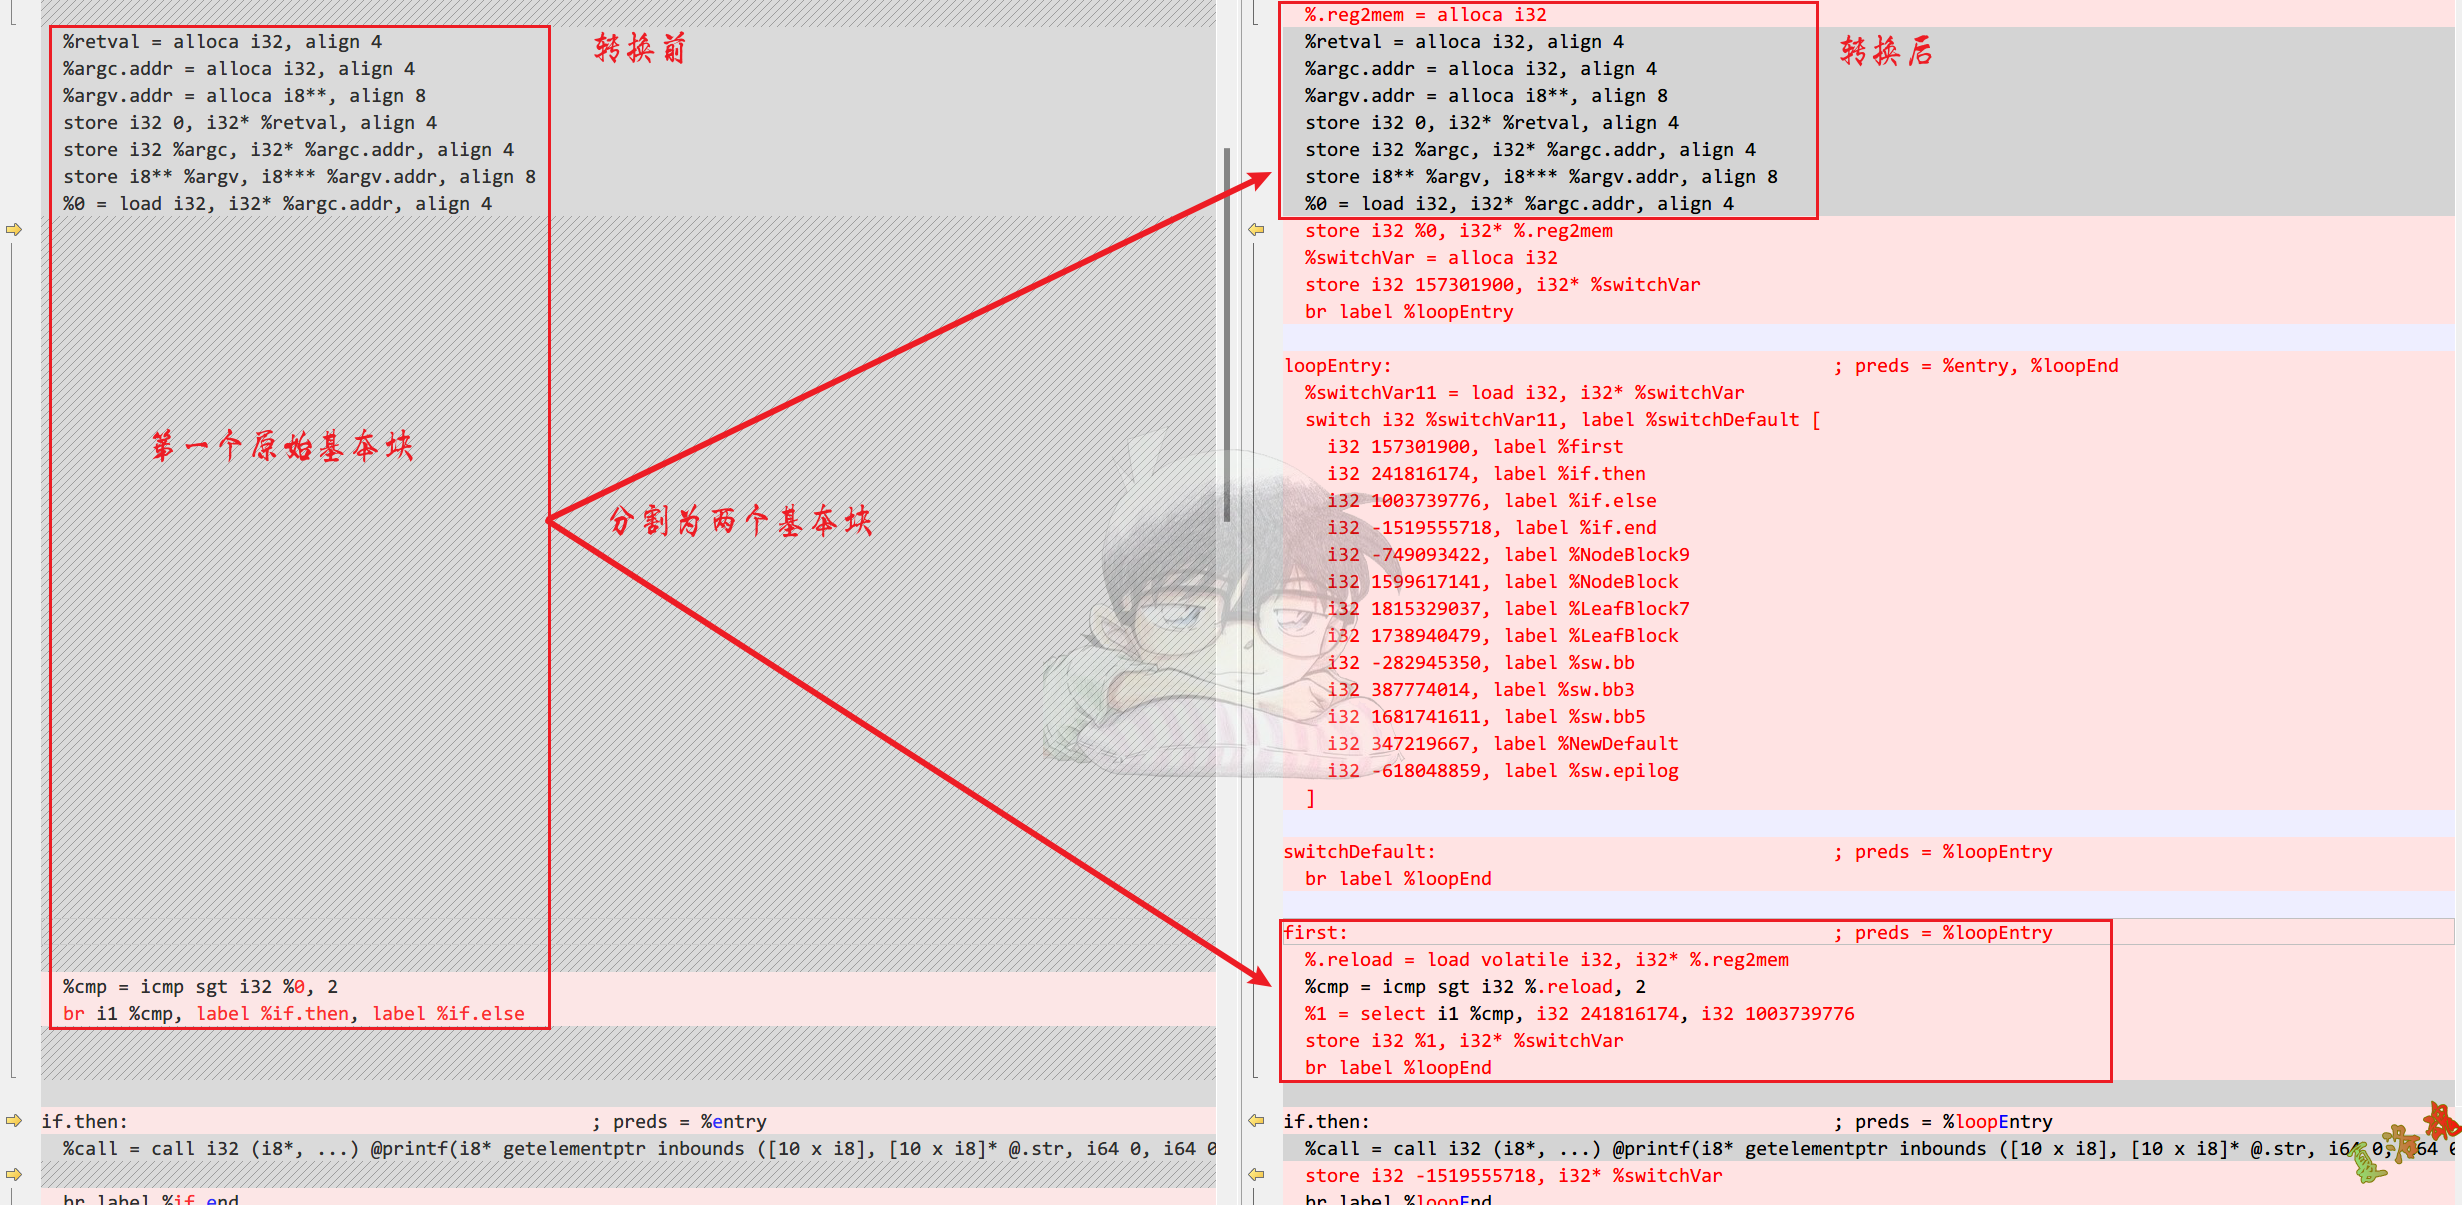 %retval = alloca i32, align 4
%argc.addr = alloca i32, align 4
%argv.addr = alloca i8**, align 8
store i32 0, i32* %retval, align 4
store i32 %argc, i32* %argc.addr, align 4
store i8** %argv, i8*** %argv.addr, align 8
%0 = load i32, i32* %argc.addr, align 4
转换前
第一个原始基本块
分割为两个基本块
%cmp = icmp sgt i32 %0, 2
br i1 %cmp, label %if.then, label %if.else
if.then: ; preds = %entry
%call = call i32 (i8*, ...) @printf(i8* getelementptr inbounds ([10 x i8], [10 x i8]* @.str, i64 0, i64 0
br label %if.end
%.reg2mem = alloca i32
%retval = alloca i32, align 4
%argc.addr = alloca i32, align 4
%argv.addr = alloca i8**, align 8
store i32 0, i32* %retval, align 4
store i32 %argc, i32* %argc.addr, align 4
store i8** %argv, i8*** %argv.addr, align 8
%0 = load i32, i32* %argc.addr, align 4
转换后
store i32 %0, i32* %.reg2mem
%switchVar = alloca i32
store i32 157301900, i32* %switchVar
br label %loopEntry
loopEntry: ; preds = %entry, %loopEnd
%switchVar11 = load i32, i32* %switchVar
switch i32 %switchVar11, label %switchDefault [
i32 157301900, label %first
i32 241816174, label %if.then
i32 1003739776, label %if.else
i32 -1519555718, label %if.end
i32 -749093422, label %NodeBlock9
i32 1599617141, label %NodeBlock
i32 1815329037, label %LeafBlock7
i32 1738940479, label %LeafBlock
i32 -282945350, label %sw.bb
i32 387774014, label %sw.bb3
i32 1681741611, label %sw.bb5
i32 347219667, label %NewDefault
i32 -618048859, label %sw.epilog
]
switchDefault: ; preds = %loopEntry
br label %loopEnd
first: ; preds = %loopEntry
%.reload = load volatile i32, i32* %.reg2mem
%cmp = icmp sgt i32 %.reload, 2
%1 = select i1 %cmp, i32 241816174, i32 1003739776
store i32 %1, i32* %switchVar
br label %loopEnd
if.then: ; preds = %loopEntry
%call = call i32 (i8*, ...) @printf(i8* getelementptr inbounds ([10 x i8], [10 x i8]* @.str, i64 0, i64 0
store i32 -1519555718, i32* %switchVar
br label %loopEnd